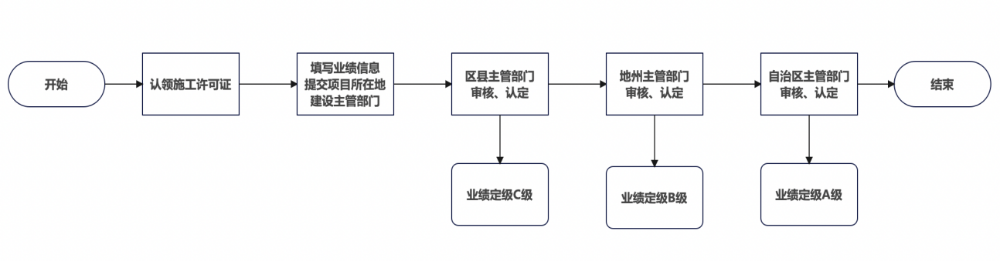 开始
认领施工许可证
填写业绩信息
提交项目所在地
建设主管部门
区县主管部门
审核、认定
地州主管部门
审核、认定
自治区主管部门
审核、认定
结束
业绩定级C级
业绩定级B级
业绩定级A级